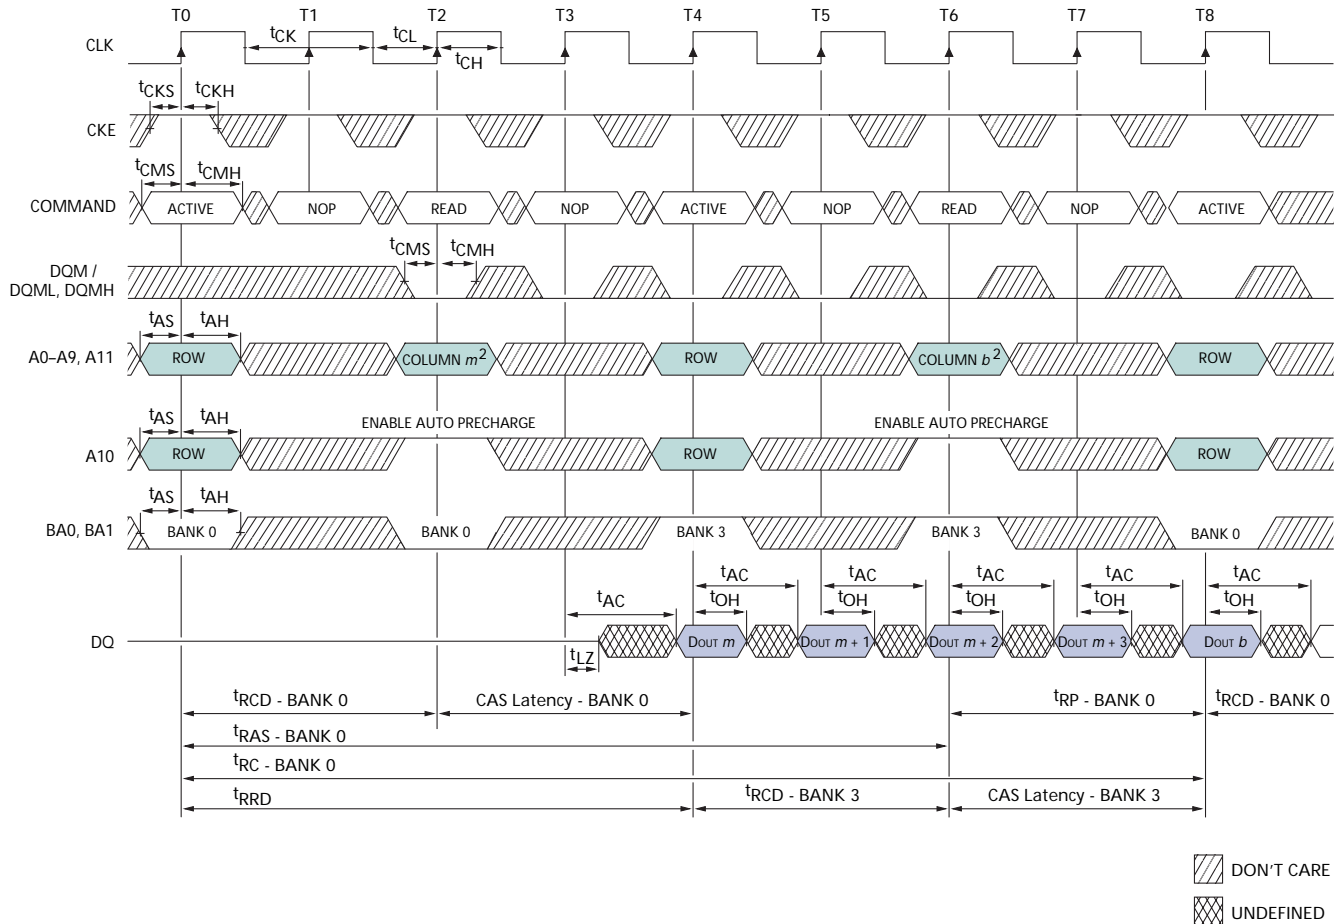 T0 T1 T2 T3 T4 T5 T6 T7 T8
CLK
tCK tCL
tCH
tCKS tCKH
CKE
tCMS tCMH
COMMAND ACTIVE NOP READ NOP ACTIVE NOP READ NOP ACTIVE
tCMS tCMH
DQM /
DQML, DQMH
tAS tAH
A0–A9, A11 ROW COLUMN m2 ROW COLUMN b2 ROW
tAS tAH ENABLE AUTO PRECHARGE ENABLE AUTO PRECHARGE
A10 ROW ROW ROW
tAS tAH
BA0, BA1 BANK 0 BANK 0 BANK 3 BANK 3 BANK 0
tAC tAC tAC tAC tAC
tAC tOH tOH tOH tOH tOH
DQ DOUT m DOUT m + 1 DOUT m + 2 DOUT m + 3 DOUT b
tLZ
tRCD - BANK 0 CAS Latency - BANK 0 tRP - BANK 0 tRCD - BANK 0
tRAS - BANK 0
tRC - BANK 0
tRRD tRCD - BANK 3 CAS Latency - BANK 3
DON'T CARE
UNDEFINED